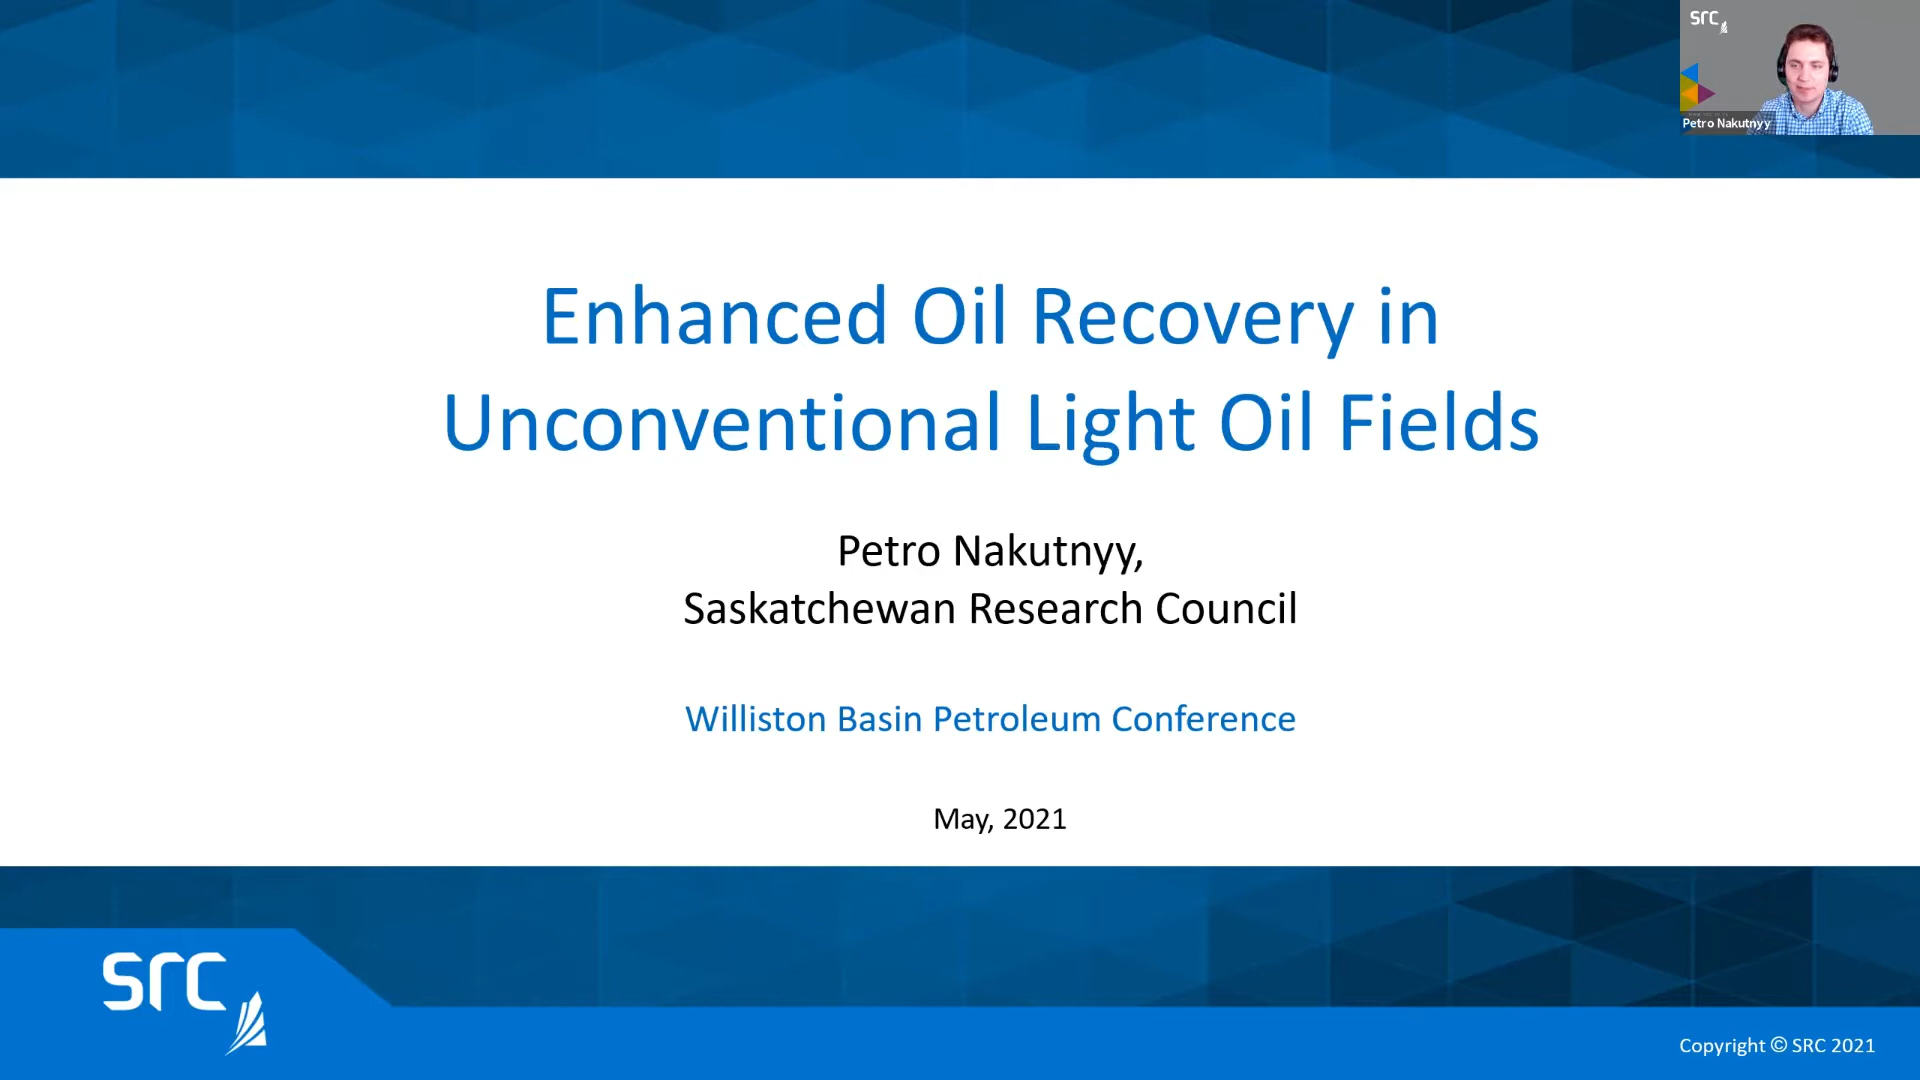 src
Petro Nakutnyy
Enhanced Oil Recovery in
Unconventional Light Oil Fields
Petro Nakutnyy,
Saskatchewan Research Council
Williston Basin Petroleum Conference
May, 2021
src
Copyright © SRC 2021